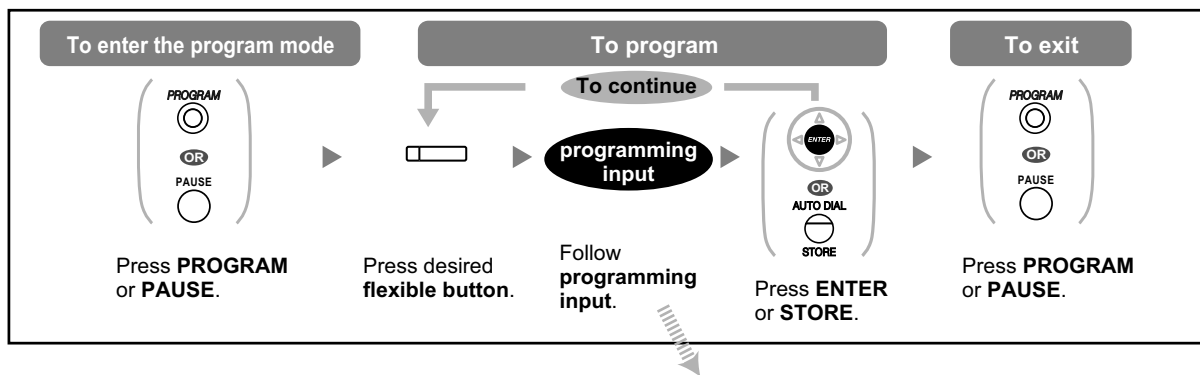 To enter the program mode
To program
To exit
To continue
PROGRAM
OR
PAUSE
programming
input
ENTER
OR
AUTO DIAL
STORE
PROGRAM
OR
PAUSE
Press PROGRAM
or PAUSE.
Press desired
flexible button.
Follow
programming
input.
Press ENTER
or STORE.
Press PROGRAM
or PAUSE.